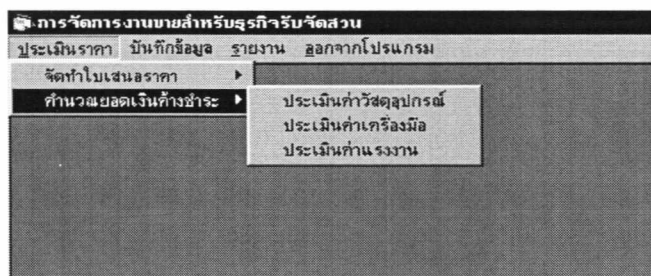 การจัดการงานขายสำหรับธุรกิจรับจัดสวน
ประเมินราคา บันทึกข้อมูล รายงาน ออกจากโปรแกรม
จัดทำใบเสนอราคา
คำนวณยอดเงินค้างชำระ
ประเมินค่าวัสดุอุปกรณ์
ประเมินค่าเครื่องมือ
ประเมินค่าแรงงาน